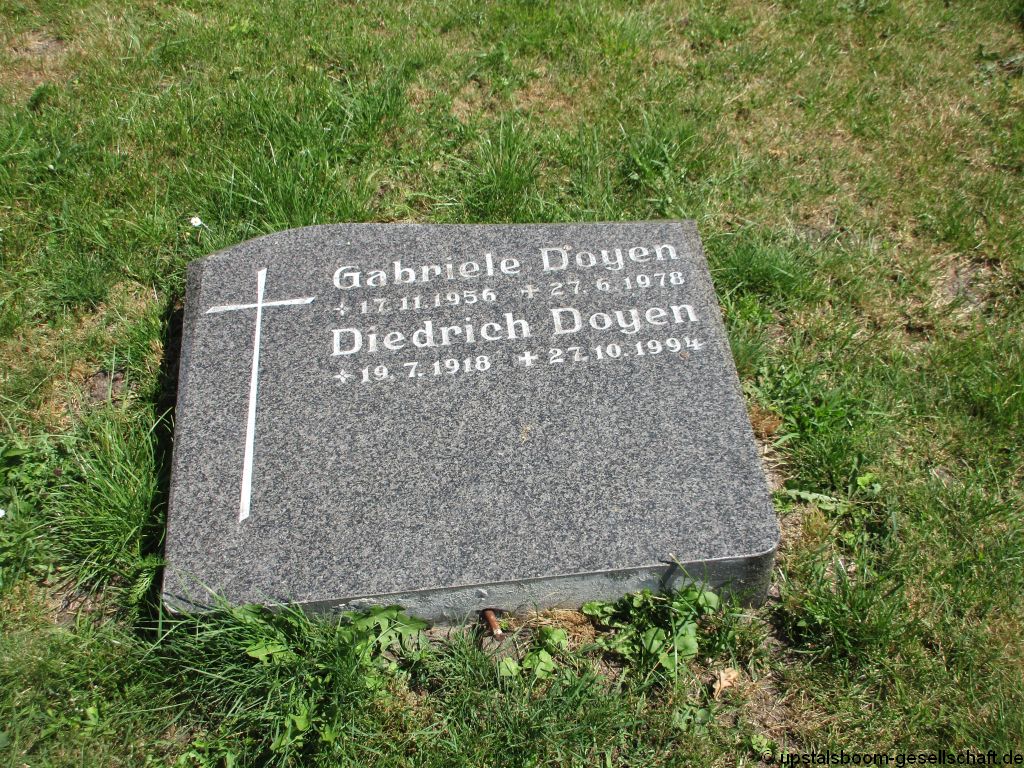 Gabriele Doyen
✧ 17. 11. 1956 ✝ 27. 6. 1978
Diedrich Doyen
✧ 19. 7. 1918 ✝ 27. 10. 1994
© upstalsboom-gesellschaft.de